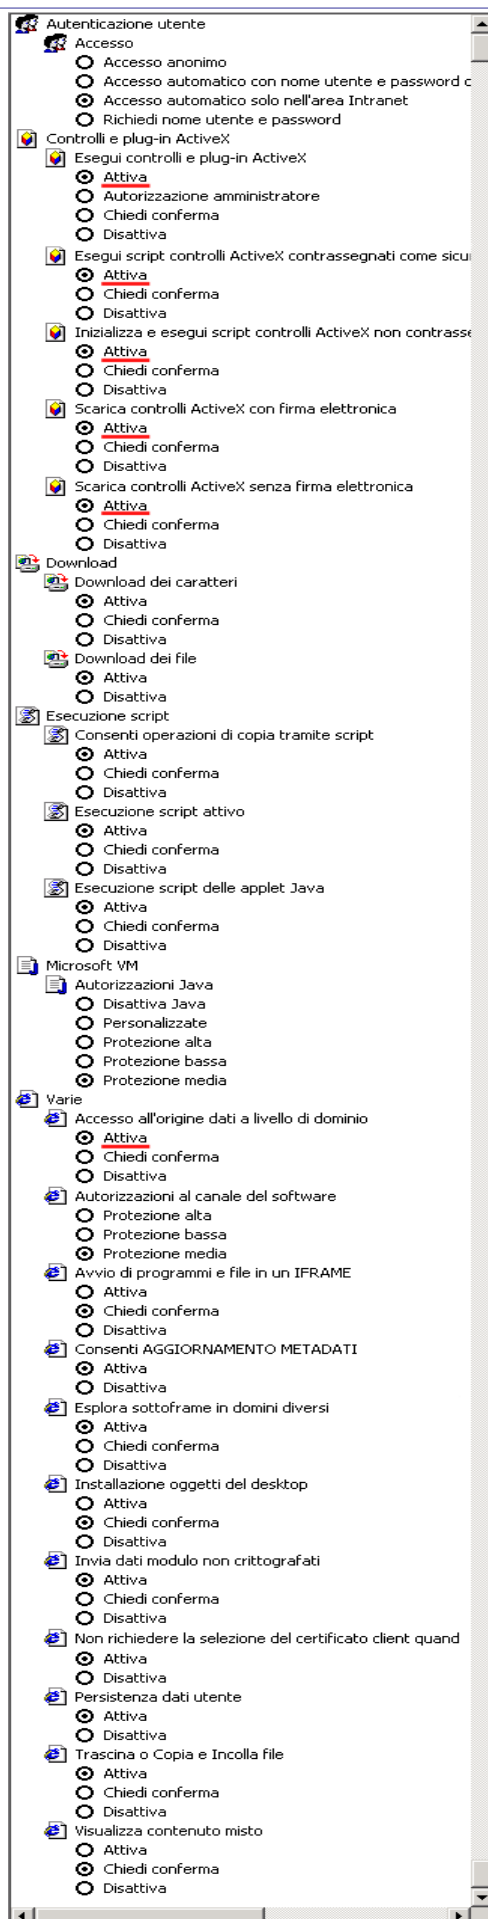 Autenticazione utente
Accesso
Accesso anonimo
Accesso automatico con nome utente e password c
Accesso automatico solo nell'area Intranet
Richiedi nome utente e password
Controlli e plug-in ActiveX
Esegui controlli e plug-in ActiveX
Attiva
Autorizzazione amministratore
Chiedi conferma
Disattiva
Esegui script controlli ActiveX contrassegnati come sicu
Attiva
Chiedi conferma
Disattiva
Inizializza e esegui script controlli ActiveX non contrasse
Attiva
Chiedi conferma
Disattiva
Scarica controlli ActiveX con firma elettronica
Attiva
Chiedi conferma
Disattiva
Scarica controlli ActiveX senza firma elettronica
Attiva
Chiedi conferma
Disattiva
Download
Download dei caratteri
Attiva
Chiedi conferma
Disattiva
Download dei file
Attiva
Disattiva
Esecuzione script
Consenti operazioni di copia tramite script
Attiva
Chiedi conferma
Disattiva
Esecuzione script attivo
Attiva
Chiedi conferma
Disattiva
Esecuzione script delle applet Java
Attiva
Chiedi conferma
Disattiva
Microsoft VM
Autorizzazioni Java
Disattiva Java
Personalizzate
Protezione alta
Protezione bassa
Protezione media
Varie
Accesso all'origine dati a livello di dominio
Attiva
Chiedi conferma
Disattiva
Autorizzazioni al canale del software
Protezione alta
Protezione bassa
Protezione media
Avvio di programmi e file in un IFRAME
Attiva
Chiedi conferma
Disattiva
Consenti AGGIORNAMENTO METADATI
Attiva
Disattiva
Esplora sottoframe in domini diversi
Attiva
Chiedi conferma
Disattiva
Installazione oggetti del desktop
Attiva
Chiedi conferma
Disattiva
Invia dati modulo non crittografati
Attiva
Chiedi conferma
Disattiva
Non richiedere la selezione del certificato client quand
Attiva
Disattiva
Persistenza dati utente
Attiva
Disattiva
Trascina o Copia e Incolla file
Attiva
Chiedi conferma
Disattiva
Visualizza contenuto misto
Attiva
Chiedi conferma
Disattiva